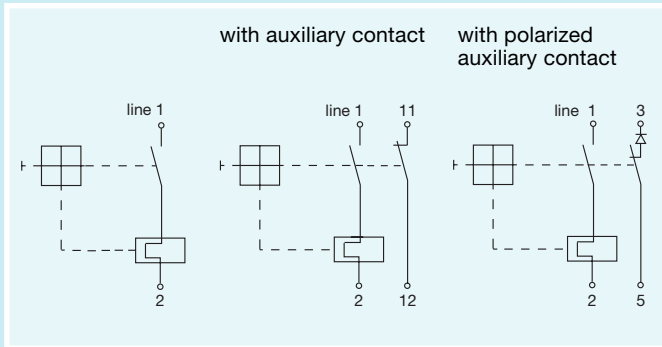 with auxiliary contact
with polarized
auxiliary contact
line 1
line 1
11
line 1
3
2
2
12
2
5